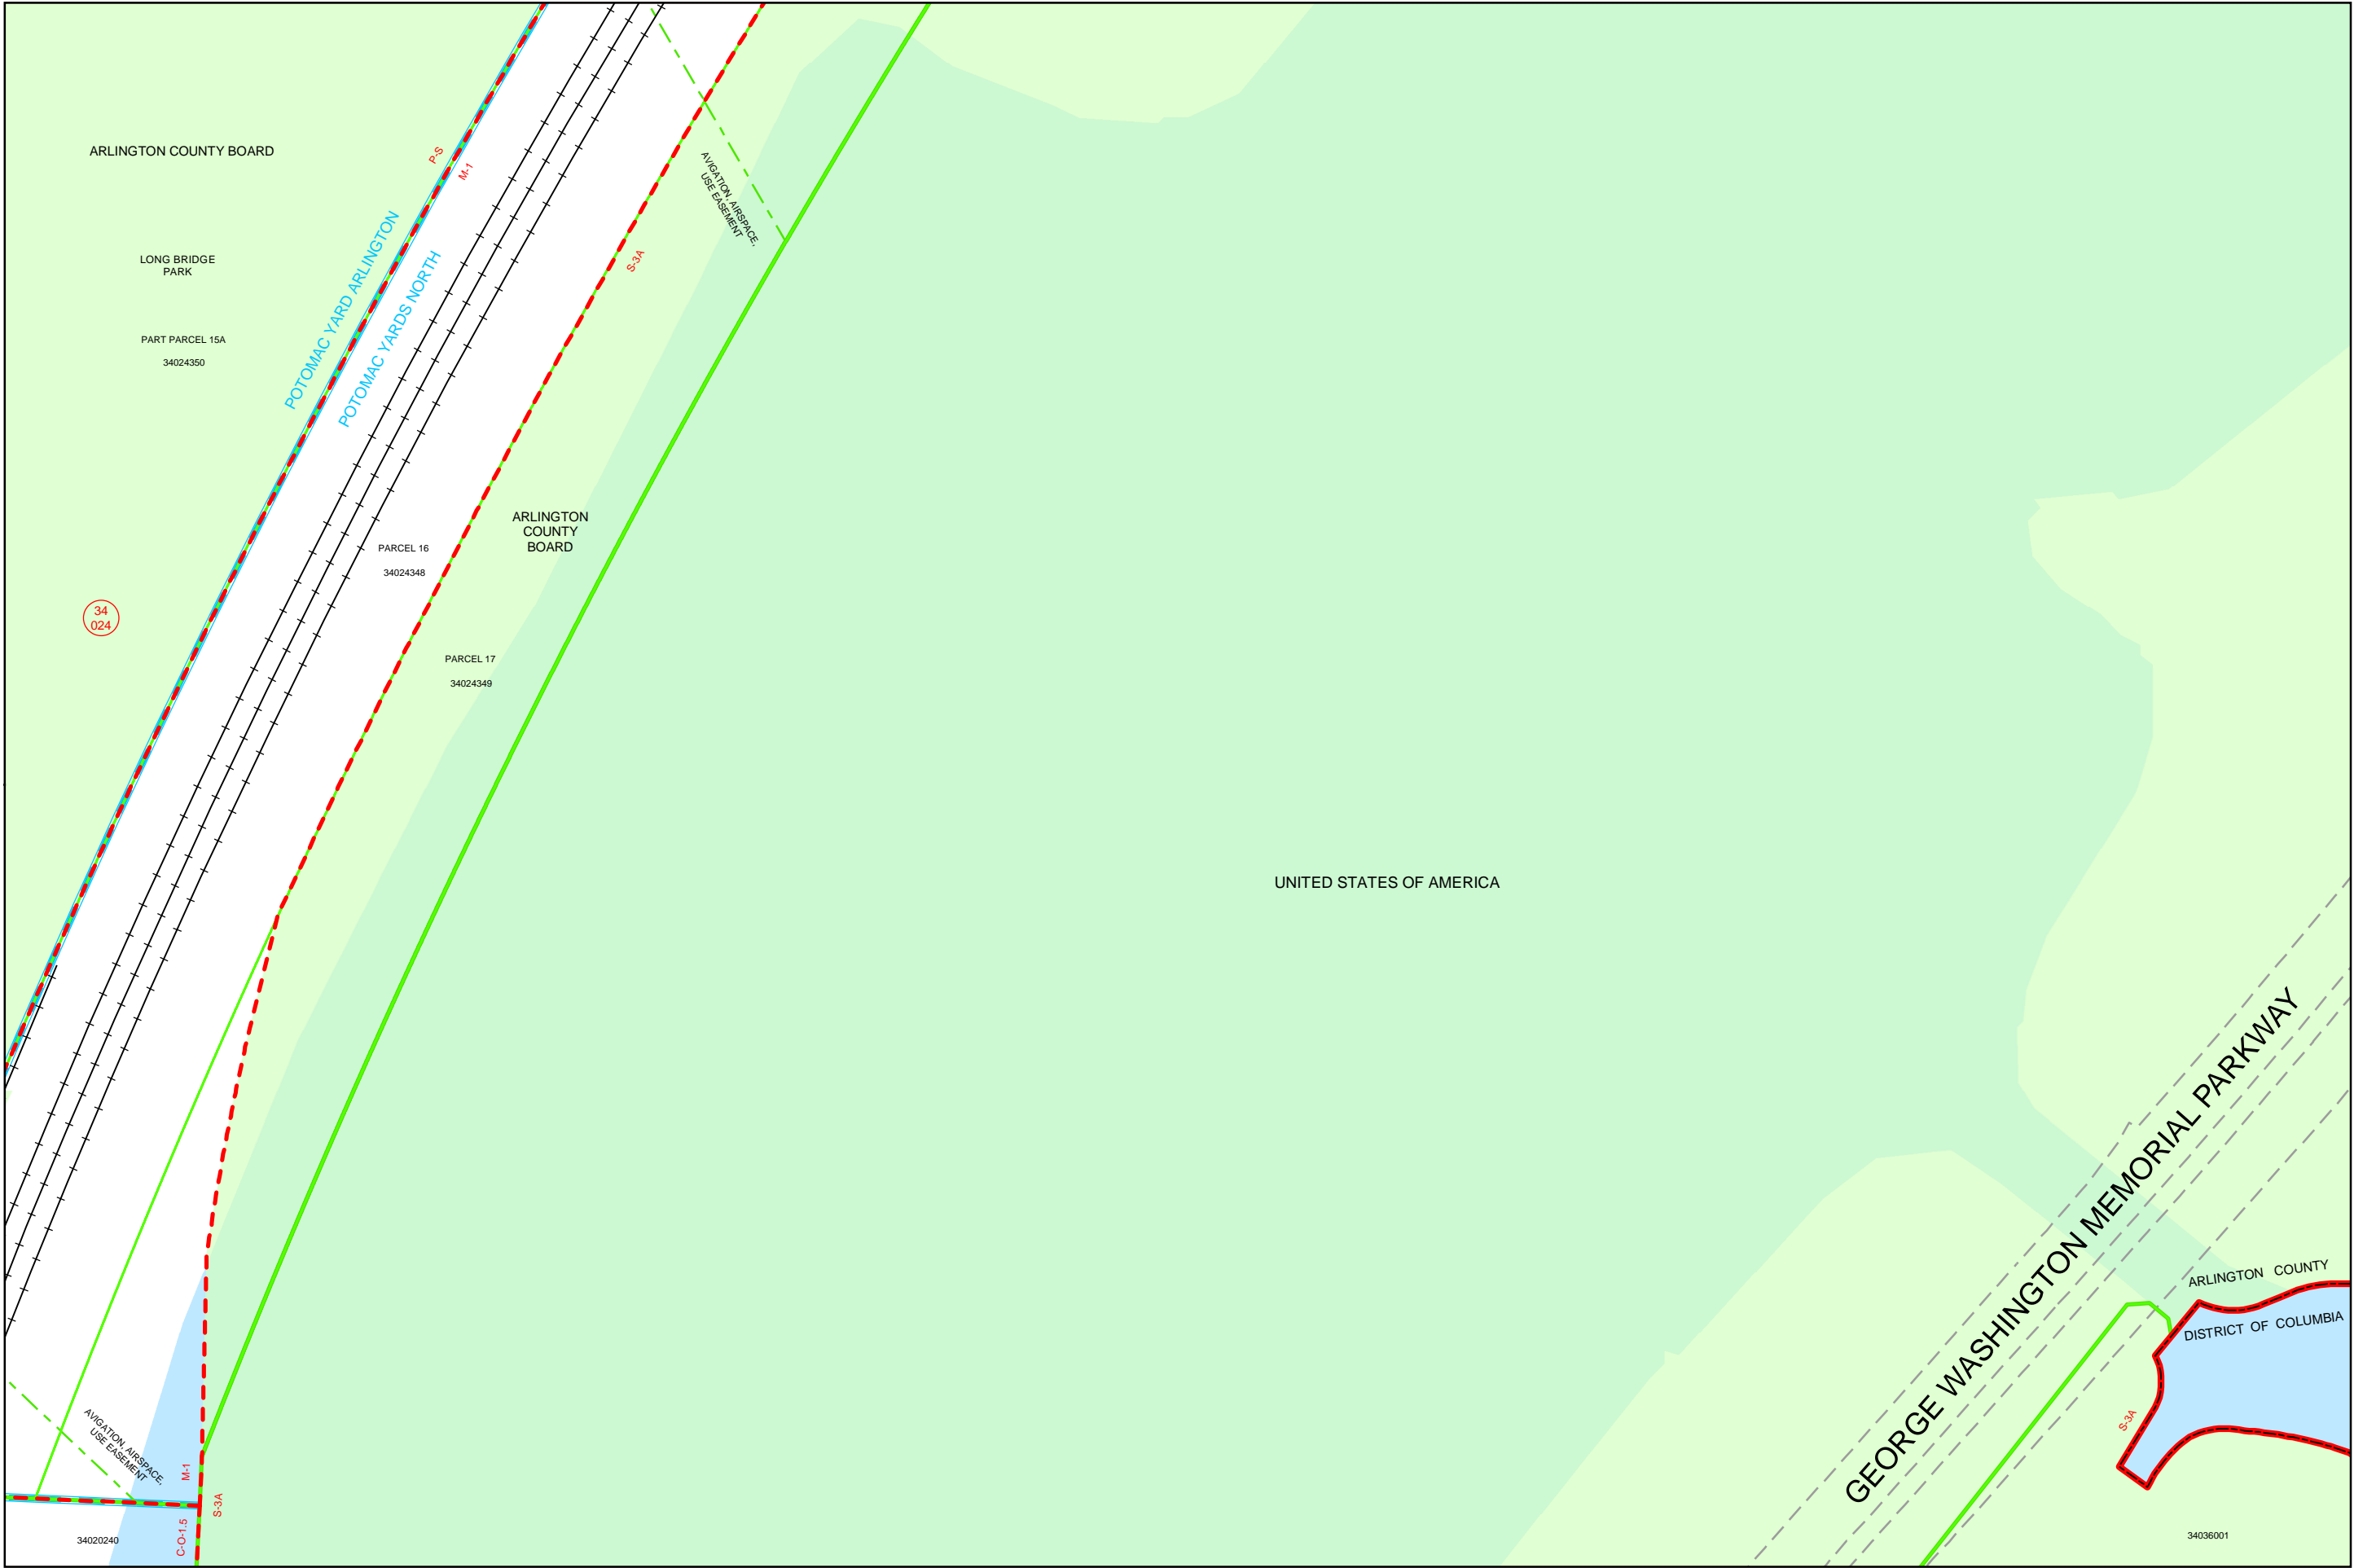 ARLINGTON COUNTY BOARD
P-S
M-1
AVIGATION, AIRSPACE,
USE EASEMENT
LONG BRIDGE
PARK
POTOMAC YARD ARLINGTON
POTOMAC YARDS NORTH
S-3A
PART PARCEL 15A
34024350
ARLINGTON
COUNTY
BOARD
PARCEL 16
34024348
34
024
PARCEL 17
34024349
UNITED STATES OF AMERICA
GEORGE WASHINGTON MEMORIAL PARKWAY
ARLINGTON COUNTY
DISTRICT OF COLUMBIA
S-3A
AVIGATION, AIRSPACE,
USE EASEMENT
M-1
S-3A
C-O-1.5
34020240
34036001